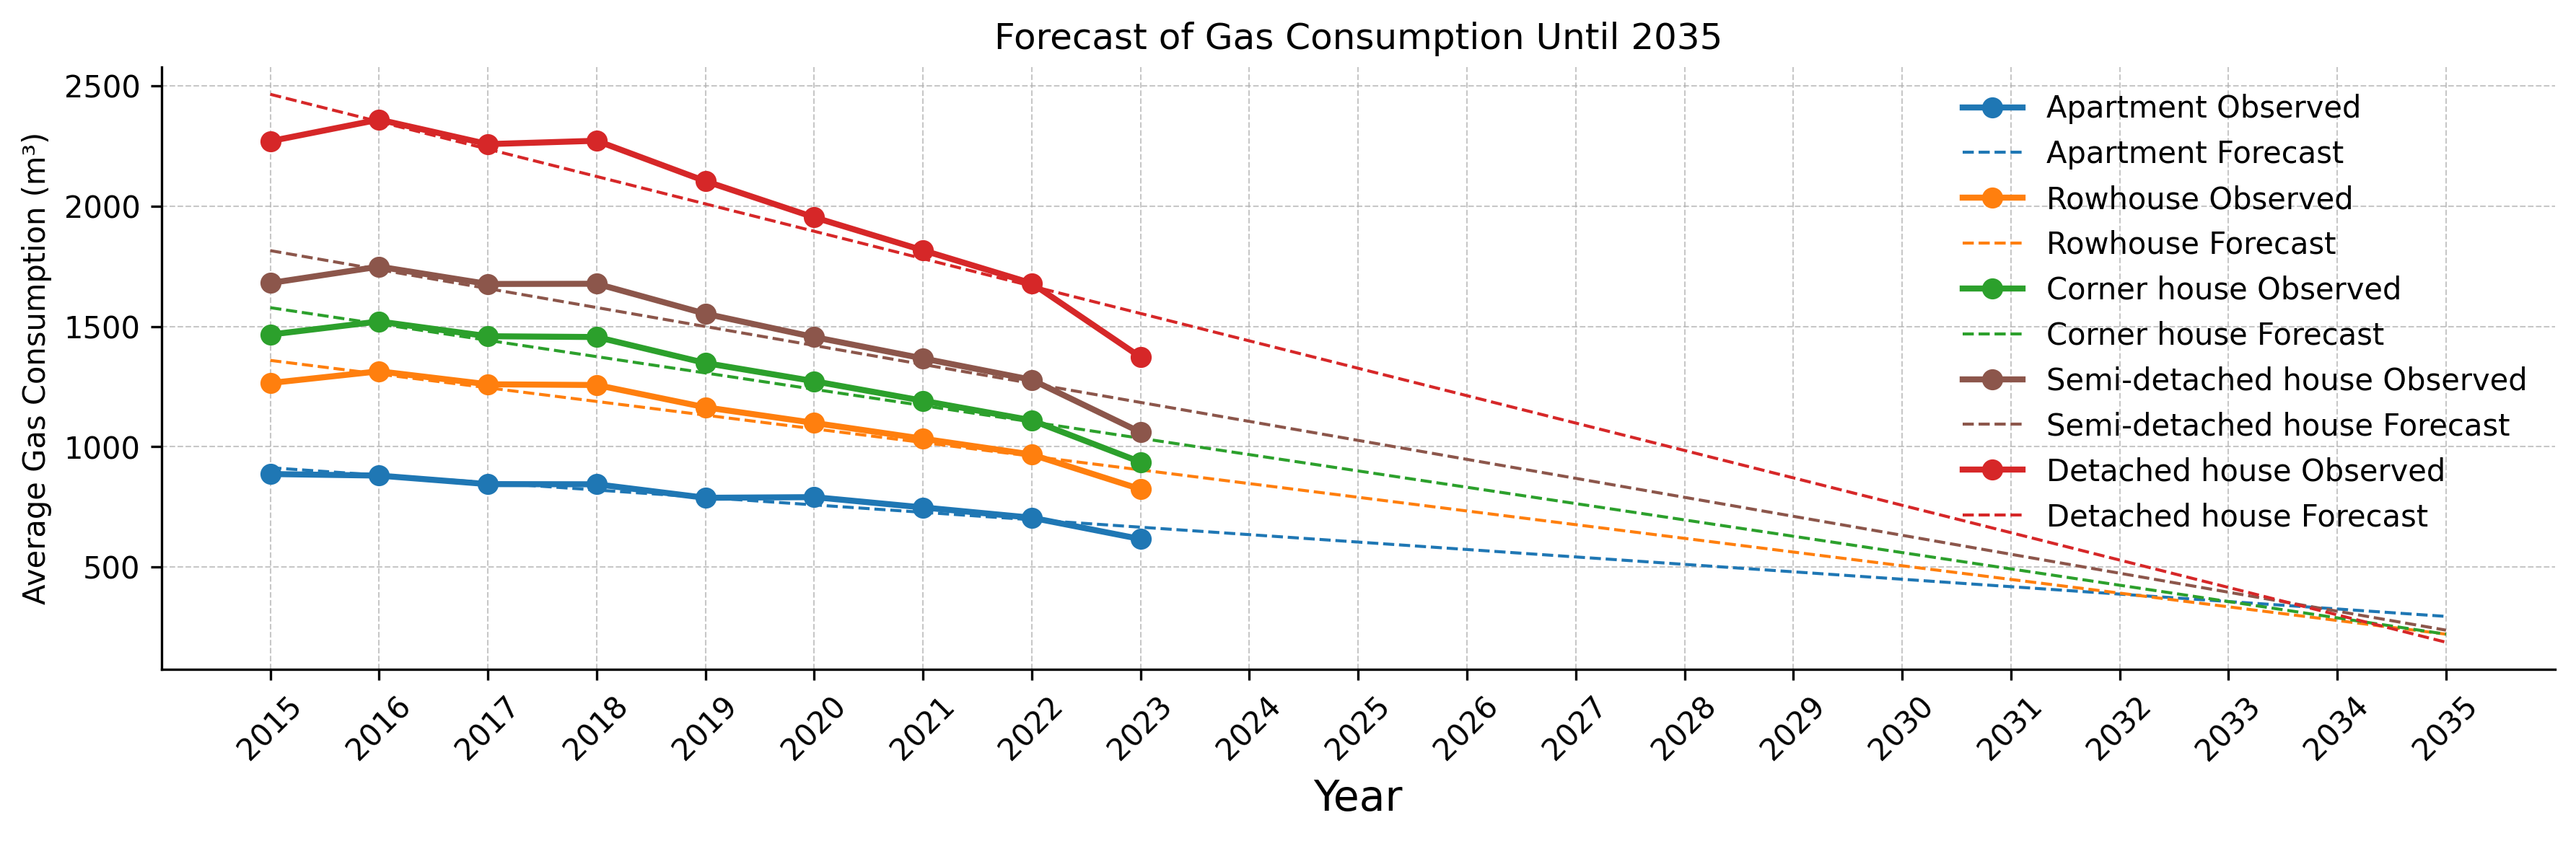 Forecast of Gas Consumption Until 2035
Average Gas Consumption (m³)
2500
2000
1500
1000
500
Apartment Observed
Apartment Forecast
Rowhouse Observed
Rowhouse Forecast
Corner house Observed
Corner house Forecast
Semi-detached house Observed
Semi-detached house Forecast
Detached house Observed
Detached house Forecast
2015 2016 2017 2018 2019 2020 2021 2022 2023 2024 2025 2026 2027 2028 2029 2030 2031 2032 2033 2034 2035
Year